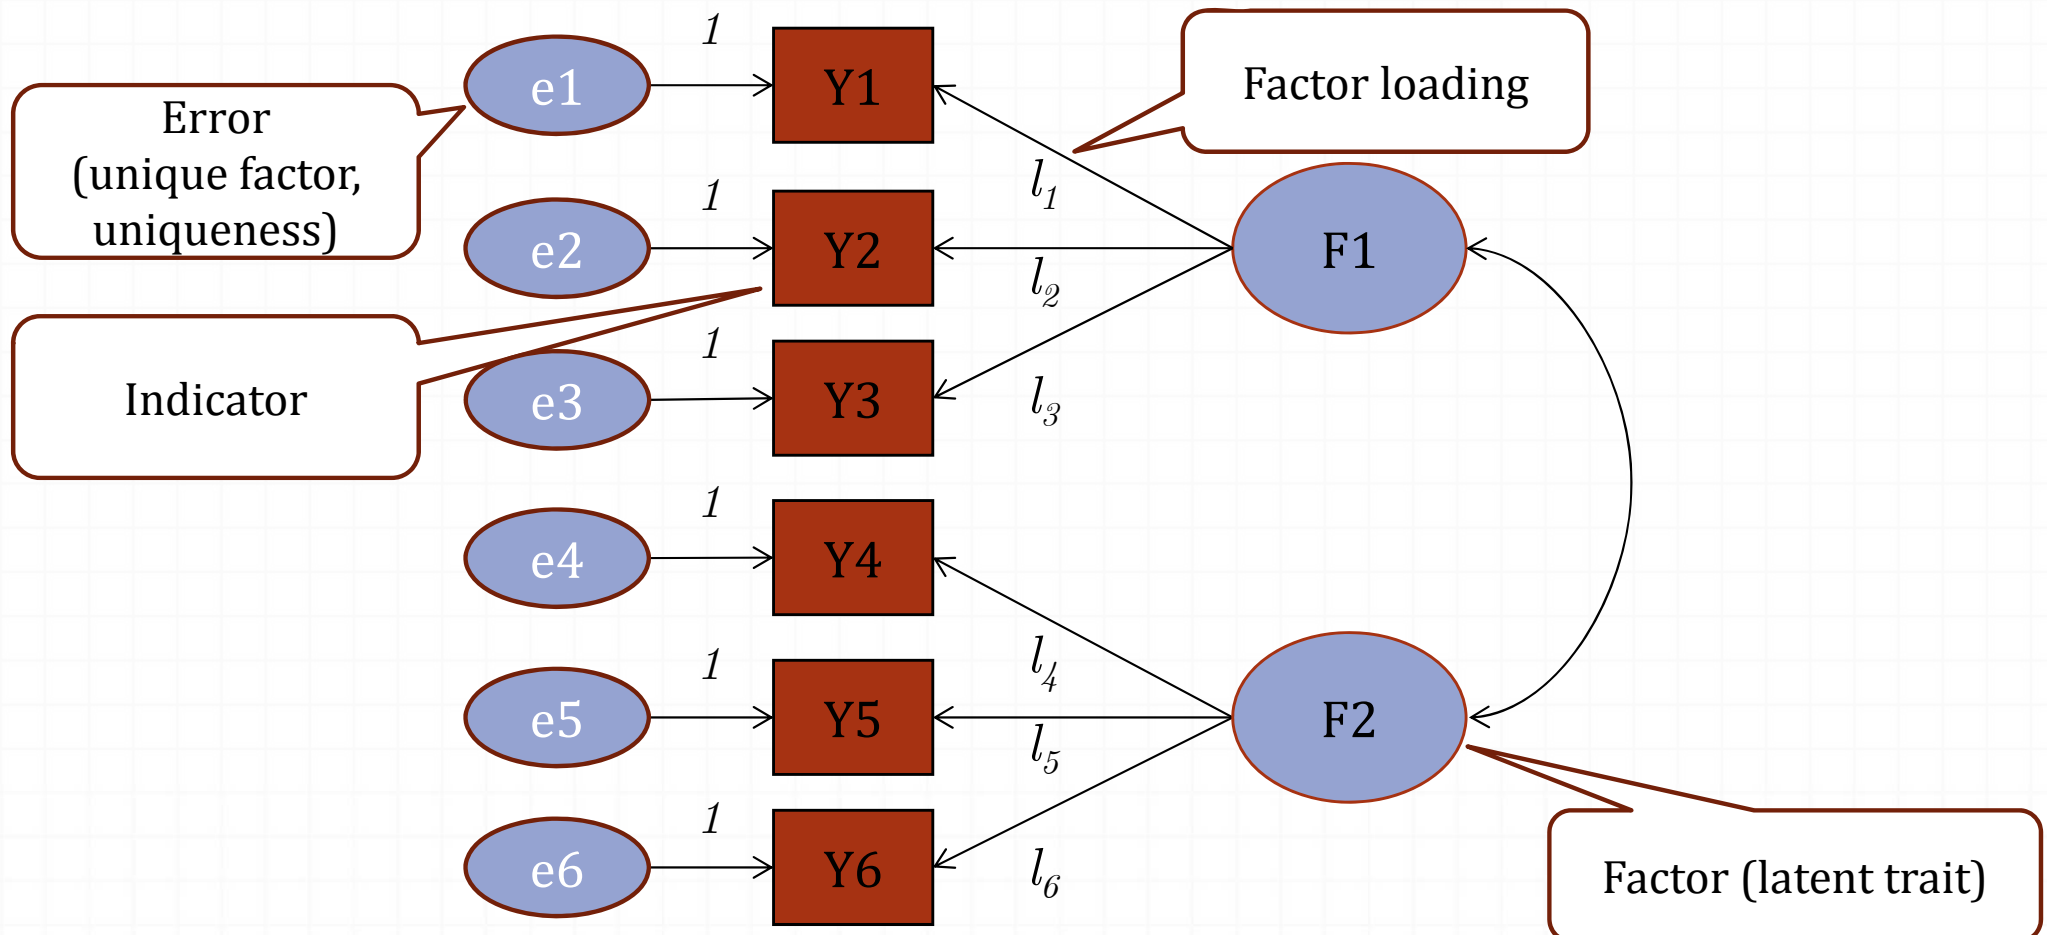 1
e1
Y1
Factor loading
Error
(unique factor,
uniqueness)
l1
1
e2
Y2
F1
l2
Indicator
1
e3
Y3
l3
1
e4
Y4
l4
1
e5
Y5
F2
l5
1
e6
Y6
l6
Factor (latent trait)